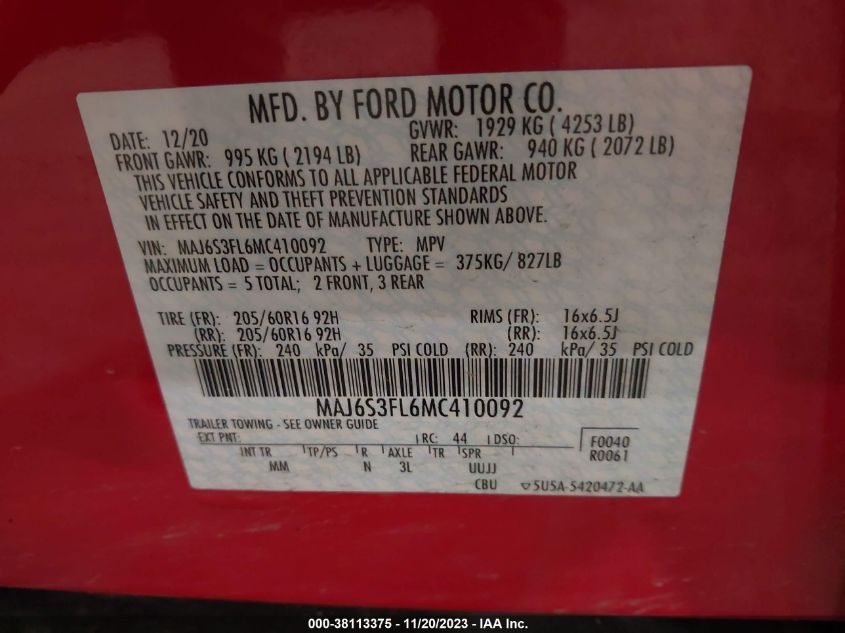 MFD. BY FORD MOTOR CO.
DATE: 12/20 GVWR: 1929 KG ( 4253 LB)
FRONT GAWR: 995 KG ( 2194 LB) REAR GAWR: 940 KG ( 2072 LB)
THIS VEHICLE CONFORMS TO ALL APPLICABLE FEDERAL MOTOR
VEHICLE SAFETY AND THEFT PREVENTION STANDARDS
IN EFFECT ON THE DATE OF MANUFACTURE SHOWN ABOVE.
VIN: MAJ6S3FL6MC410092 TYPE: MPV
MAXIMUM LOAD = OCCUPANTS + LUGGAGE = 375KG/ 827LB
OCCUPANTS = 5 TOTAL; 2 FRONT, 3 REAR
TIRE (FR): 205/60R16 92H RIMS (FR): 16x6.5J
(RR): 205/60R16 92H (RR): 16x6.5J
PRESSURE (FR): 240 kPa/ 35 PSI COLD (RR): 240 kPa/ 35 PSI COLD
MAJ6S3FL6MC410092
TRAILER TOWING - SEE OWNER GUIDE
EXT PNT: RC: 44 DSO: F0040
INT TR TP/PS R AXLE TR SPR R0061
MM N 3L UUJJ
CBU ▽5U5A-5420472-AA
000-38113375 - 11/20/2023 - IAA Inc.